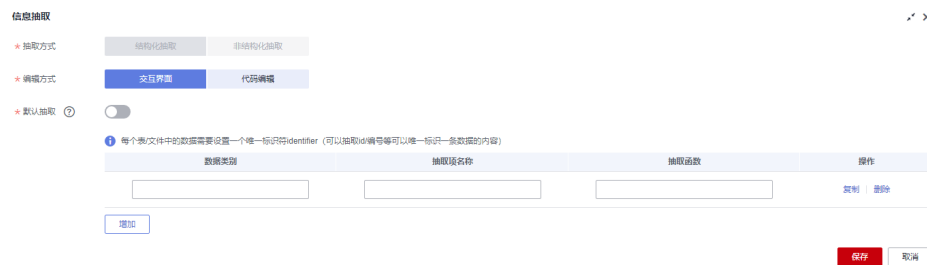 信息抽取
* 抽取方式 结构化抽取 非结构化抽取
* 编辑方式 交互界面 代码编辑
* 默认抽取 ?
每个表/文件中的数据需要设置一个唯一标识符identifier（可以抽取id/编号等可以唯一标识一条数据的内容）
数据类别 抽取项名称 抽取函数 操作
复制 | 删除
增加
保存 取消